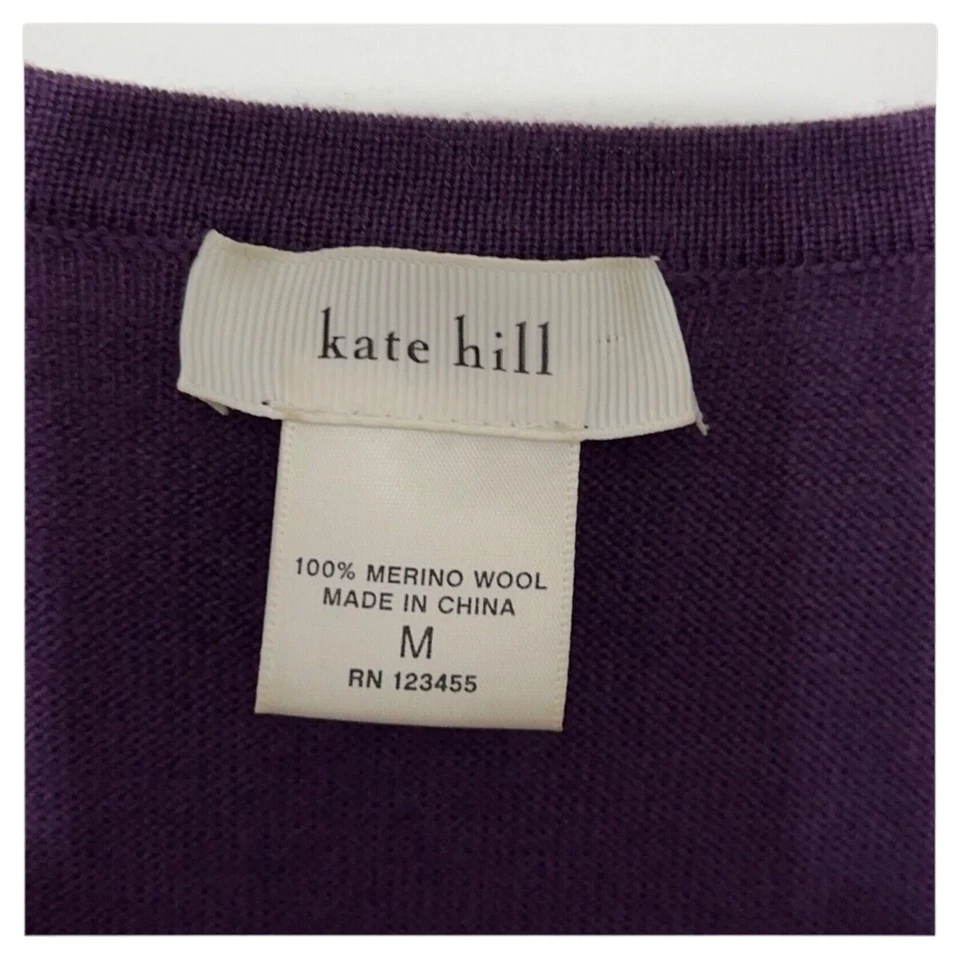 kate hill
100% MERINO WOOL
MADE IN CHINA
M
RN 123455